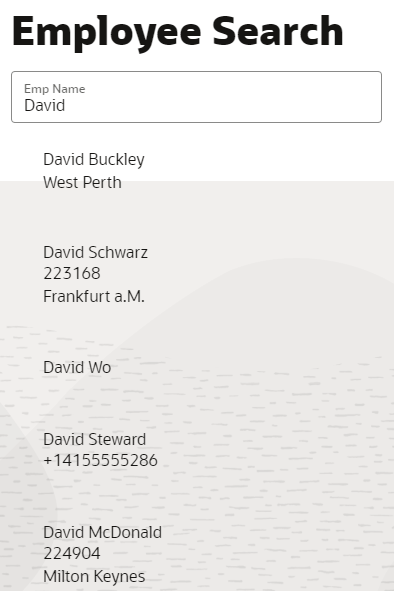 Employee Search
Emp Name
David
David Buckley
West Perth
David Schwarz
223168
Frankfurt a.M.
David Wo
David Steward
+14155555286
David McDonald
224904
Milton Keynes